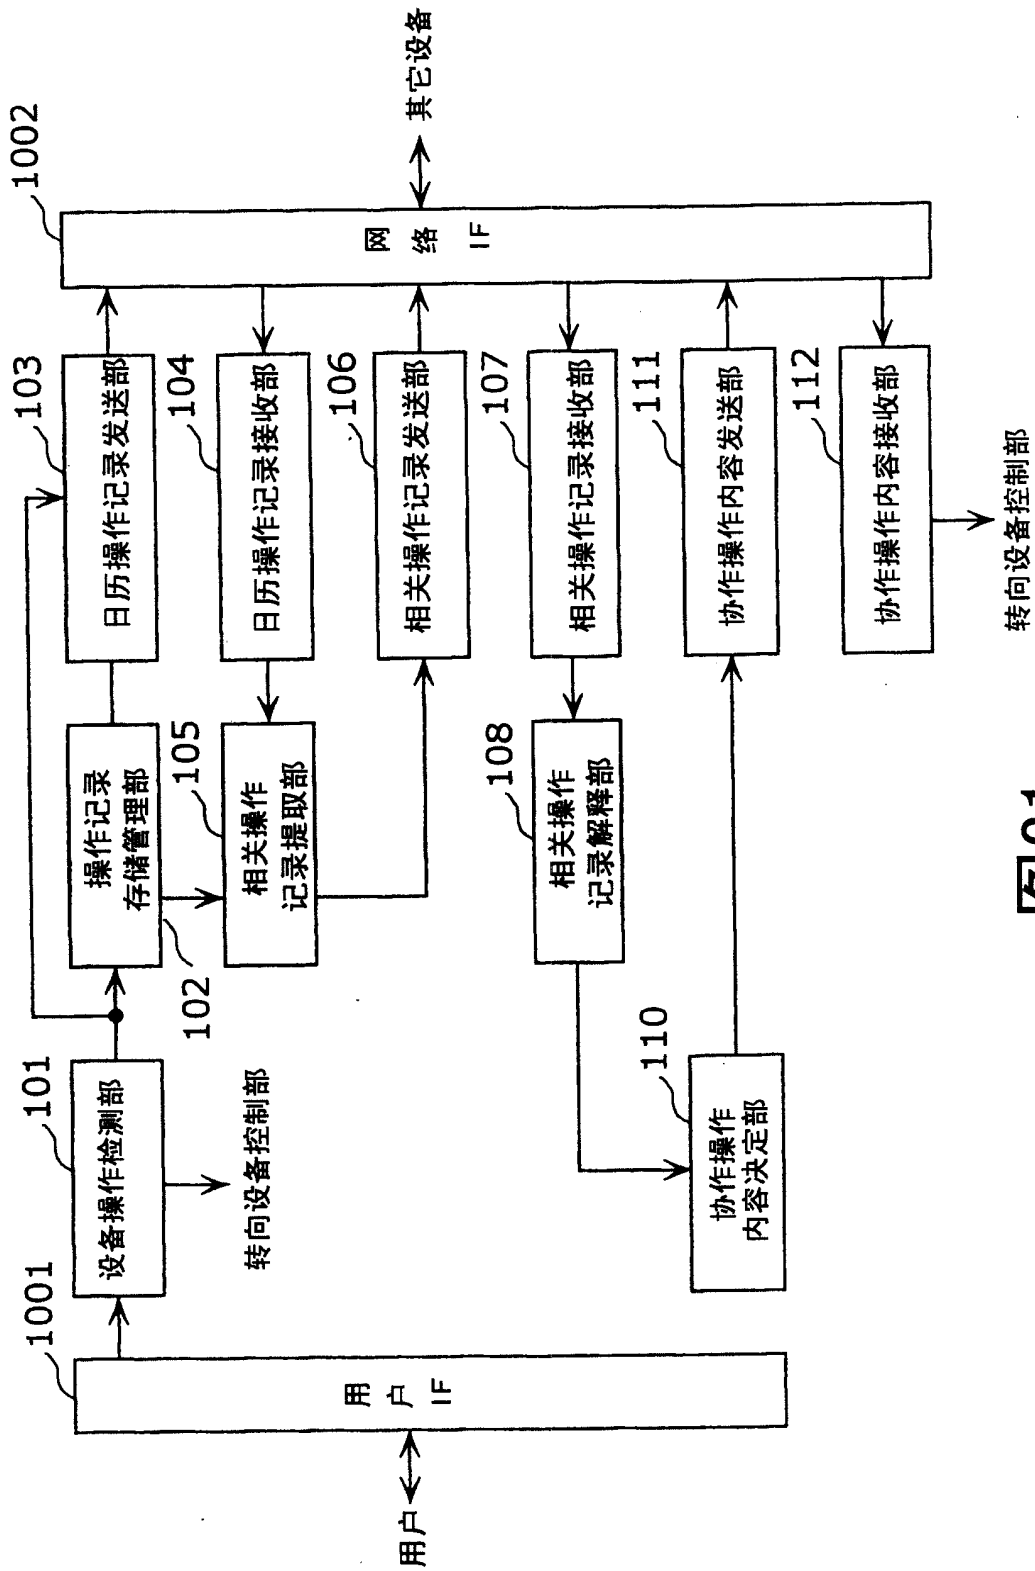 用户
1001
用户IF
101
设备操作检测部
转向设备控制部
102
操作记录
存储管理部
103
日历操作记录发送部
104
日历操作记录接收部
105
相关操作
记录提取部
106
相关操作记录发送部
107
相关操作记录接收部
108
相关操作
记录解释部
110
协作操作
内容决定部
111
协作操作内容发送部
112
协作操作内容接收部
转向设备控制部
1002
网络IF
其它设备